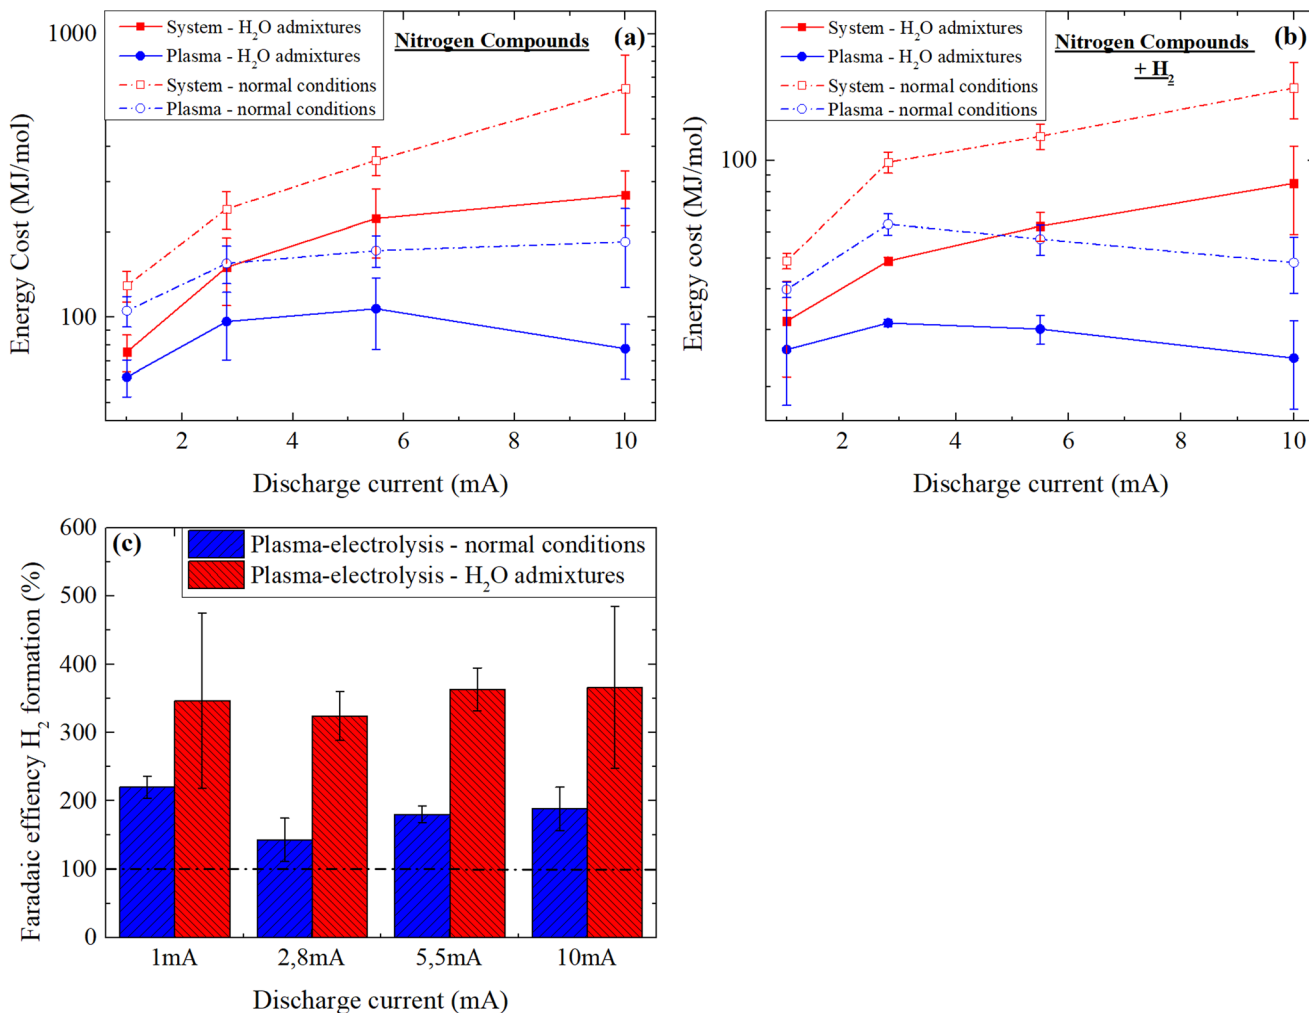 1000
100
Energy Cost (MJ/mol)
System - H₂O admixtures
Plasma - H₂O admixtures
System - normal conditions
Plasma - normal conditions
Nitrogen Compounds
(a)
2 4 6 8 10
Discharge current (mA)
100
Energy cost (MJ/mol)
System - H₂O admixtures
Plasma - H₂O admixtures
System - normal conditions
Plasma - normal conditions
Nitrogen Compounds
+ H₂
(b)
2 4 6 8 10
Discharge current (mA)
600
500
400
300
200
100
0
Faradaic effiency H₂ formation (%)
(c)
Plasma-electrolysis - normal conditions
Plasma-electrolysis - H₂O admixtures
1mA 2,8mA 5,5mA 10mA
Discharge current (mA)